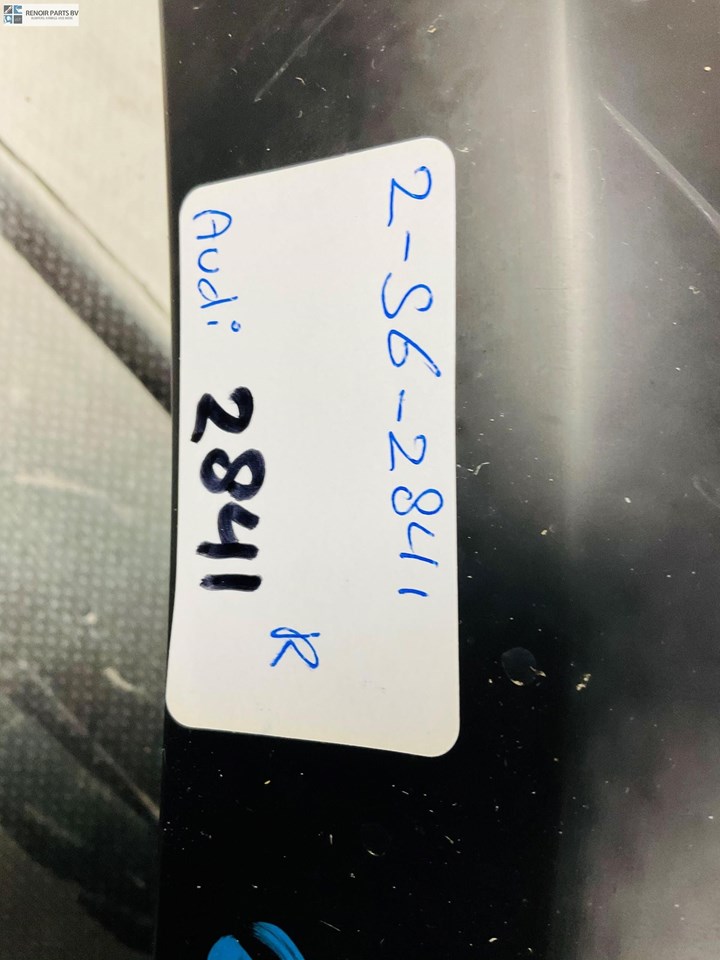 RENOIR PARTS BV
2-S6-2841
R
Audi 2841